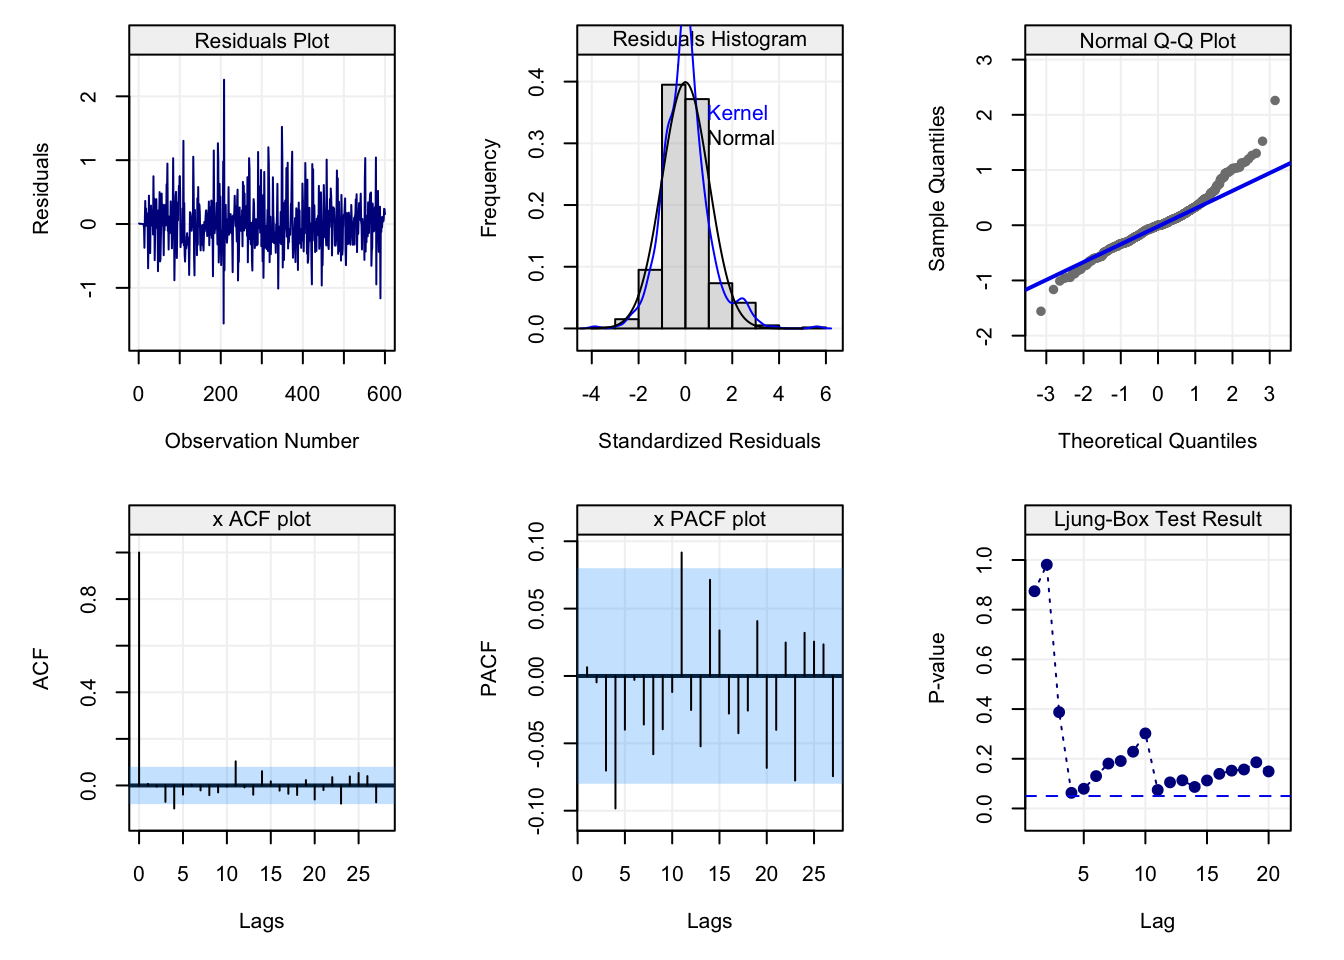 Residuals Plot
Residuals
2
1
0
-1
0 200 400 600
Observation Number
Residuals Histogram
Frequency
0.4
0.3
0.2
0.1
0.0
Kernel
Normal
-4 -2 0 2 4 6
Standardized Residuals
Normal Q-Q Plot
Sample Quantiles
3
2
1
0
-1
-2
-3 -2 -1 0 1 2 3
Theoretical Quantiles
x ACF plot
ACF
0.8
0.4
0.0
0 5 10 15 20 25
Lags
x PACF plot
PACF
0.10
0.05
0.00
-0.05
-0.10
0 5 10 15 20 25
Lags
Ljung-Box Test Result
P-value
1.0
0.8
0.6
0.4
0.2
0.0
5 10 15 20
Lag